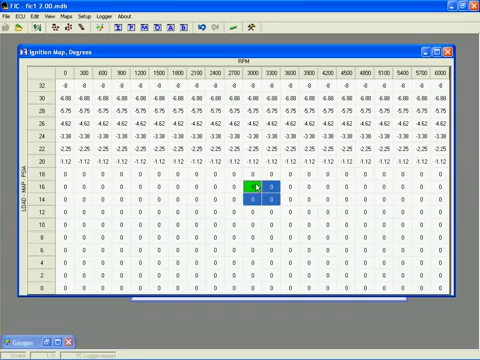 FIC - fic1 2.00.mdb
File ECU Edit View Maps Setup Logger About
Ignition Map, Degrees
RPM
0 300 600 900 1200 1500 1800 2100 2400 2700 3000 3300 3600 3900 4200 4500 4800 5100 5400 5700 6000
32 -8 -8 -8 -8 -8 -8 -8 -8 -8 -8 -8 -8 -8 -8 -8 -8 -8 -8 -8 -8 -8
30 -6.88 -6.88 -6.88 -6.88 -6.88 -6.88 -6.88 -6.88 -6.88 -6.88 -6.88 -6.88 -6.88 -6.88 -6.88 -6.88 -6.88 -6.88 -6.88 -6.88 -6.88
28 -5.75 -5.75 -5.75 -5.75 -5.75 -5.75 -5.75 -5.75 -5.75 -5.75 -5.75 -5.75 -5.75 -5.75 -5.75 -5.75 -5.75 -5.75 -5.75 -5.75 -5.75
26 -4.62 -4.62 -4.62 -4.62 -4.62 -4.62 -4.62 -4.62 -4.62 -4.62 -4.62 -4.62 -4.62 -4.62 -4.62 -4.62 -4.62 -4.62 -4.62 -4.62 -4.62
24 -3.38 -3.38 -3.38 -3.38 -3.38 -3.38 -3.38 -3.38 -3.38 -3.38 -3.38 -3.38 -3.38 -3.38 -3.38 -3.38 -3.38 -3.38 -3.38 -3.38 -3.38
22 -2.25 -2.25 -2.25 -2.25 -2.25 -2.25 -2.25 -2.25 -2.25 -2.25 -2.25 -2.25 -2.25 -2.25 -2.25 -2.25 -2.25 -2.25 -2.25 -2.25 -2.25
20 -1.12 -1.12 -1.12 -1.12 -1.12 -1.12 -1.12 -1.12 -1.12 -1.12 -1.12 -1.12 -1.12 -1.12 -1.12 -1.12 -1.12 -1.12 -1.12 -1.12 -1.12
18 0 0 0 0 0 0 0 0 0 0 0 0 0 0 0 0 0 0 0 0 0
16 0 0 0 0 0 0 0 0 0 0 0 0 0 0 0 0 0 0 0 0 0
14 0 0 0 0 0 0 0 0 0 0 0 0 0 0 0 0 0 0 0 0 0
12 0 0 0 0 0 0 0 0 0 0 0 0 0 0 0 0 0 0 0 0 0
10 0 0 0 0 0 0 0 0 0 0 0 0 0 0 0 0 0 0 0 0 0
8 0 0 0 0 0 0 0 0 0 0 0 0 0 0 0 0 0 0 0 0 0
6 0 0 0 0 0 0 0 0 0 0 0 0 0 0 0 0 0 0 0 0 0
4 0 0 0 0 0 0 0 0 0 0 0 0 0 0 0 0 0 0 0 0 0
2 0 0 0 0 0 0 0 0 0 0 0 0 0 0 0 0 0 0 0 0 0
0 0 0 0 0 0 0 0 0 0 0 0 0 0 0 0 0 0 0 0 0 0 0
LOAD - MAP - PSIA
Gauges
Offline 1.31 PC Logger stopped